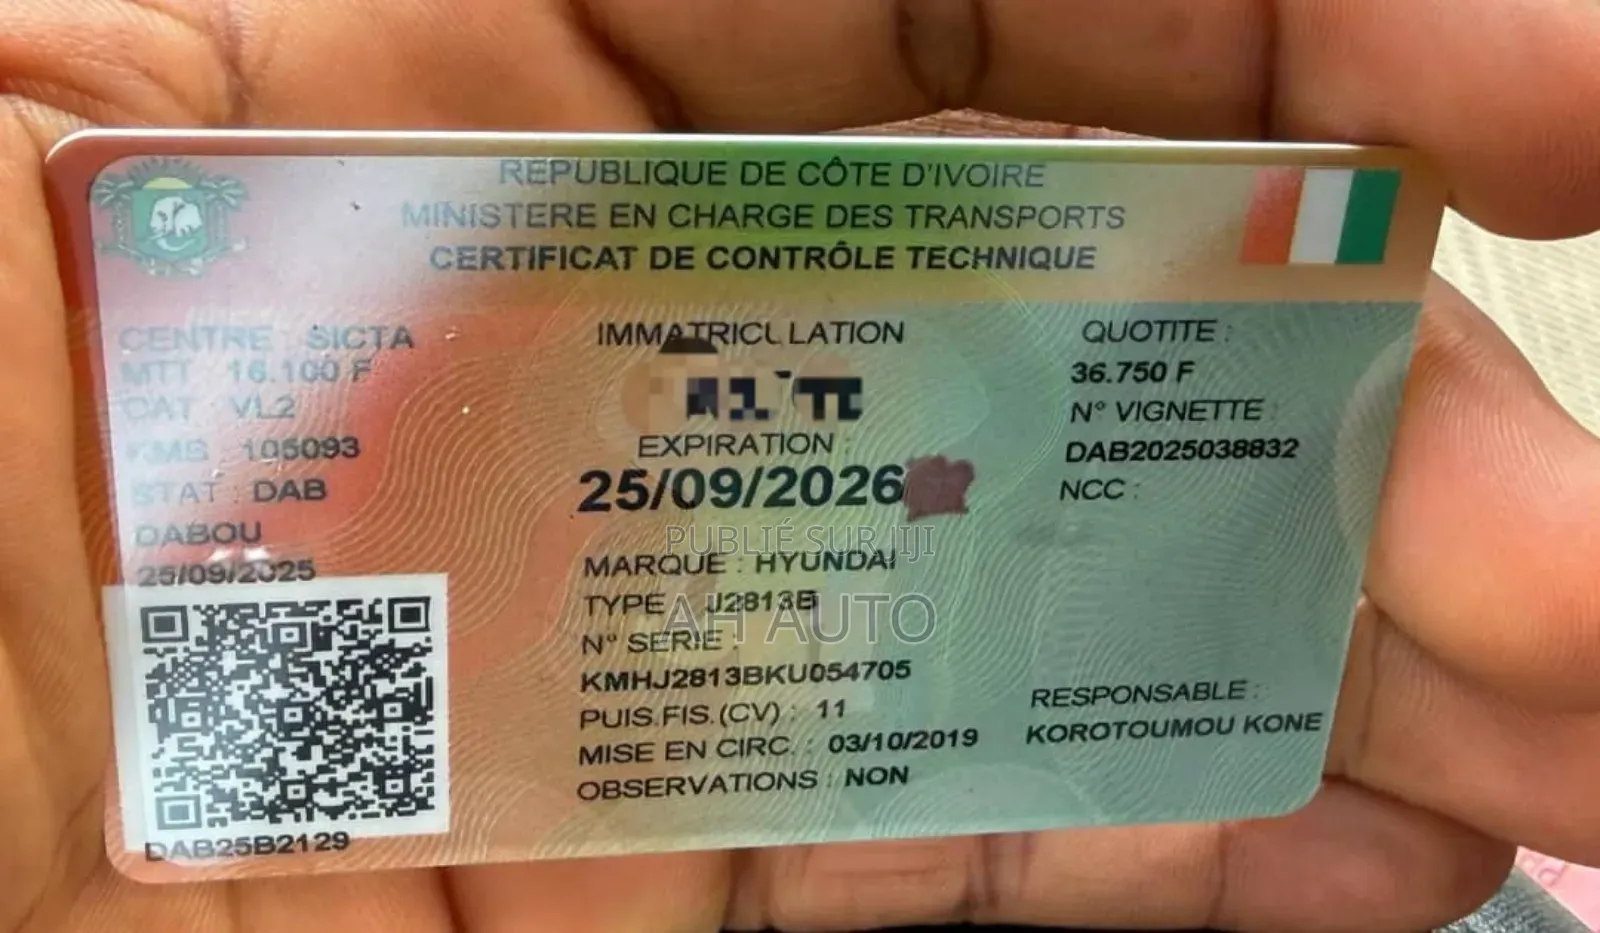 RÉPUBLIQUE DE CÔTE D'IVOIRE
MINISTERE EN CHARGE DES TRANSPORTS
CERTIFICAT DE CONTRÔLE TECHNIQUE
CENTRE : SICTA
MTT : 16.100 F
CAT : VL2
KMS : 105093
STAT : DAB
DABOU
25/09/2025
DAB25B2129
IMMATRICULATION
EXPIRATION :
25/09/2026
PUBLIÉ SUR JIJI
MARQUE : HYUNDAI
TYPE : J2813B
AH AUTO
N° SERIE :
KMHJ2813BKU054705
PUIS.FIS.(CV) : 11
MISE EN CIRC. : 03/10/2019
OBSERVATIONS : NON
QUOTITE :
36.750 F
N° VIGNETTE :
DAB2025038832
NCC :
RESPONSABLE :
KOROTOUMOU KONE